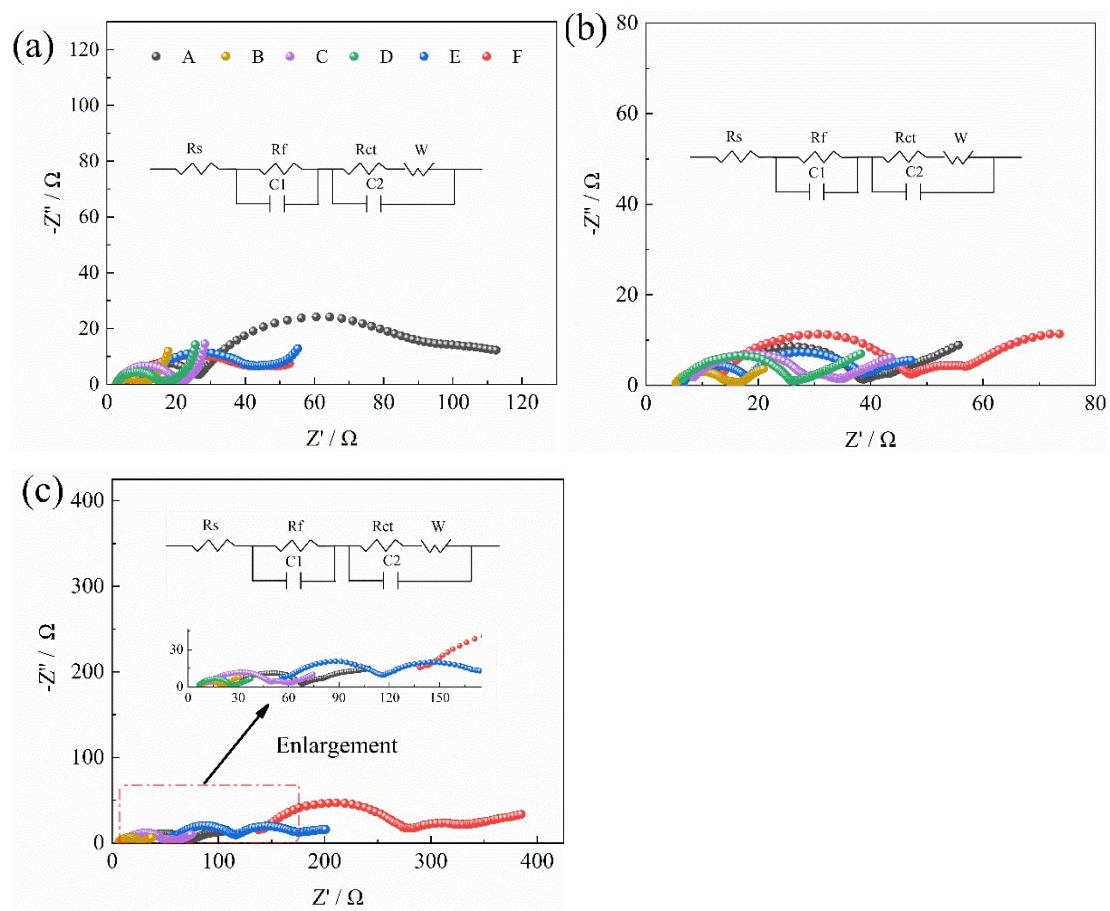 (a)
A B C D E F
Rs Rf Rct W
C1 C2
-Z" / Ω
0 20 40 60 80 100 120
0 20 40 60 80 100 120
Z' / Ω
(b)
Rs Rf Rct W
C1 C2
-Z" / Ω
80 60 40 20 0
0 20 40 60 80
Z' / Ω
(c)
Rs Rf Rct W
C1 C2
-Z" / Ω
400 300 200 100 0
30 0
0 30 60 90 120 150
Enlargement
0 100 200 300 400
Z' / Ω